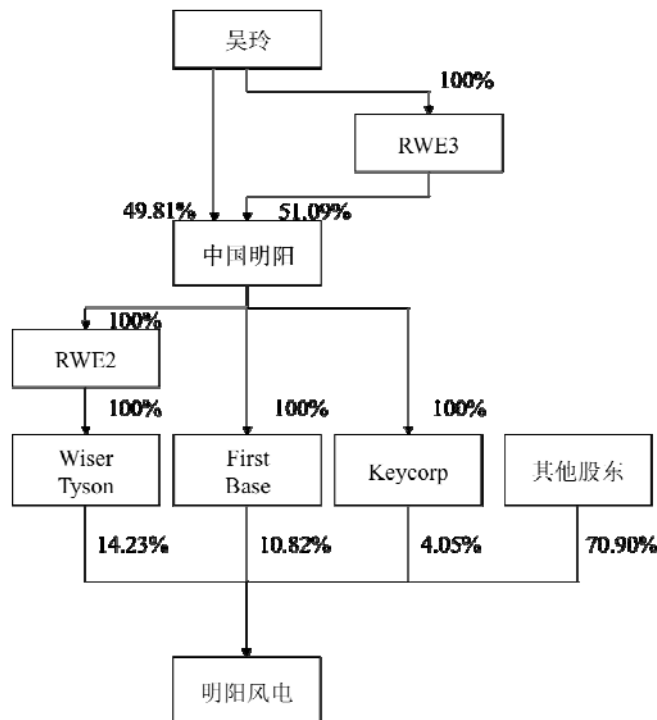 吴玲
100%
RWE3
49.81%
51.09%
中国明阳
100%
RWE2
100%
100%
100%
Wiser
Tyson
First
Base
Keycorp
其他股东
14.23%
10.82%
4.05%
70.90%
明阳风电